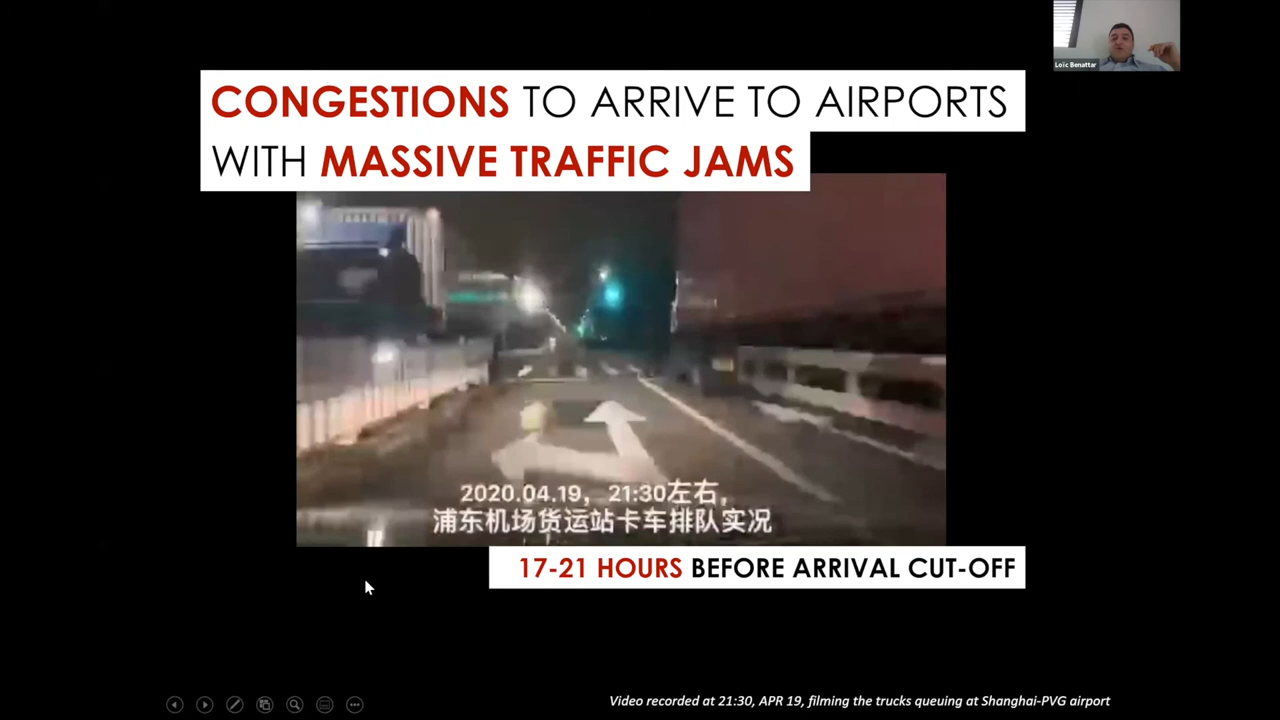 Loïc Benattar
CONGESTIONS TO ARRIVE TO AIRPORTS
WITH MASSIVE TRAFFIC JAMS
2020.04.19，21:30左右，
浦东机场货运站卡车排队实况
17-21 HOURS BEFORE ARRIVAL CUT-OFF
Video recorded at 21:30, APR 19, filming the trucks queuing at Shanghai-PVG airport